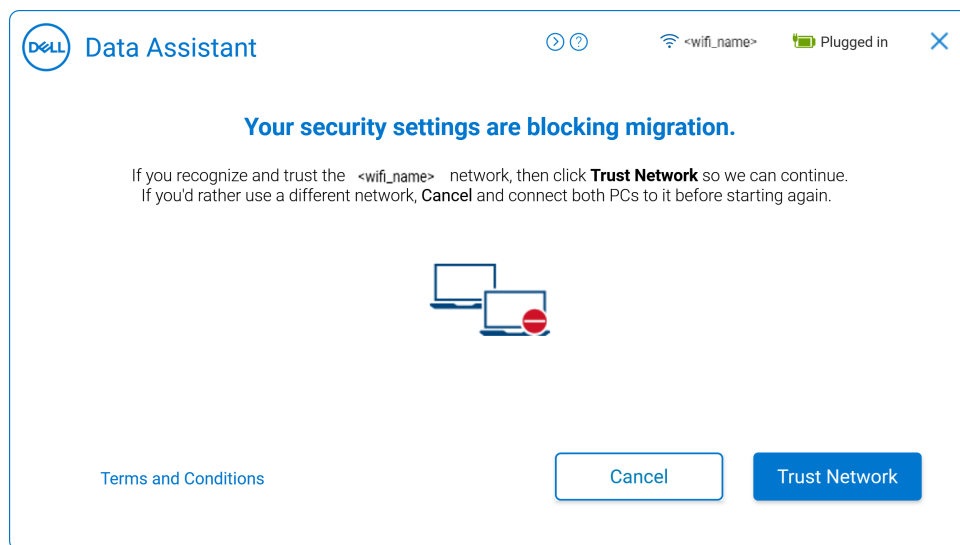 DELL Data Assistant
? <wifi_name> Plugged in
Your security settings are blocking migration.
If you recognize and trust the <wifi_name> network, then click Trust Network so we can continue.
If you'd rather use a different network, Cancel and connect both PCs to it before starting again.
Terms and Conditions
Cancel
Trust Network